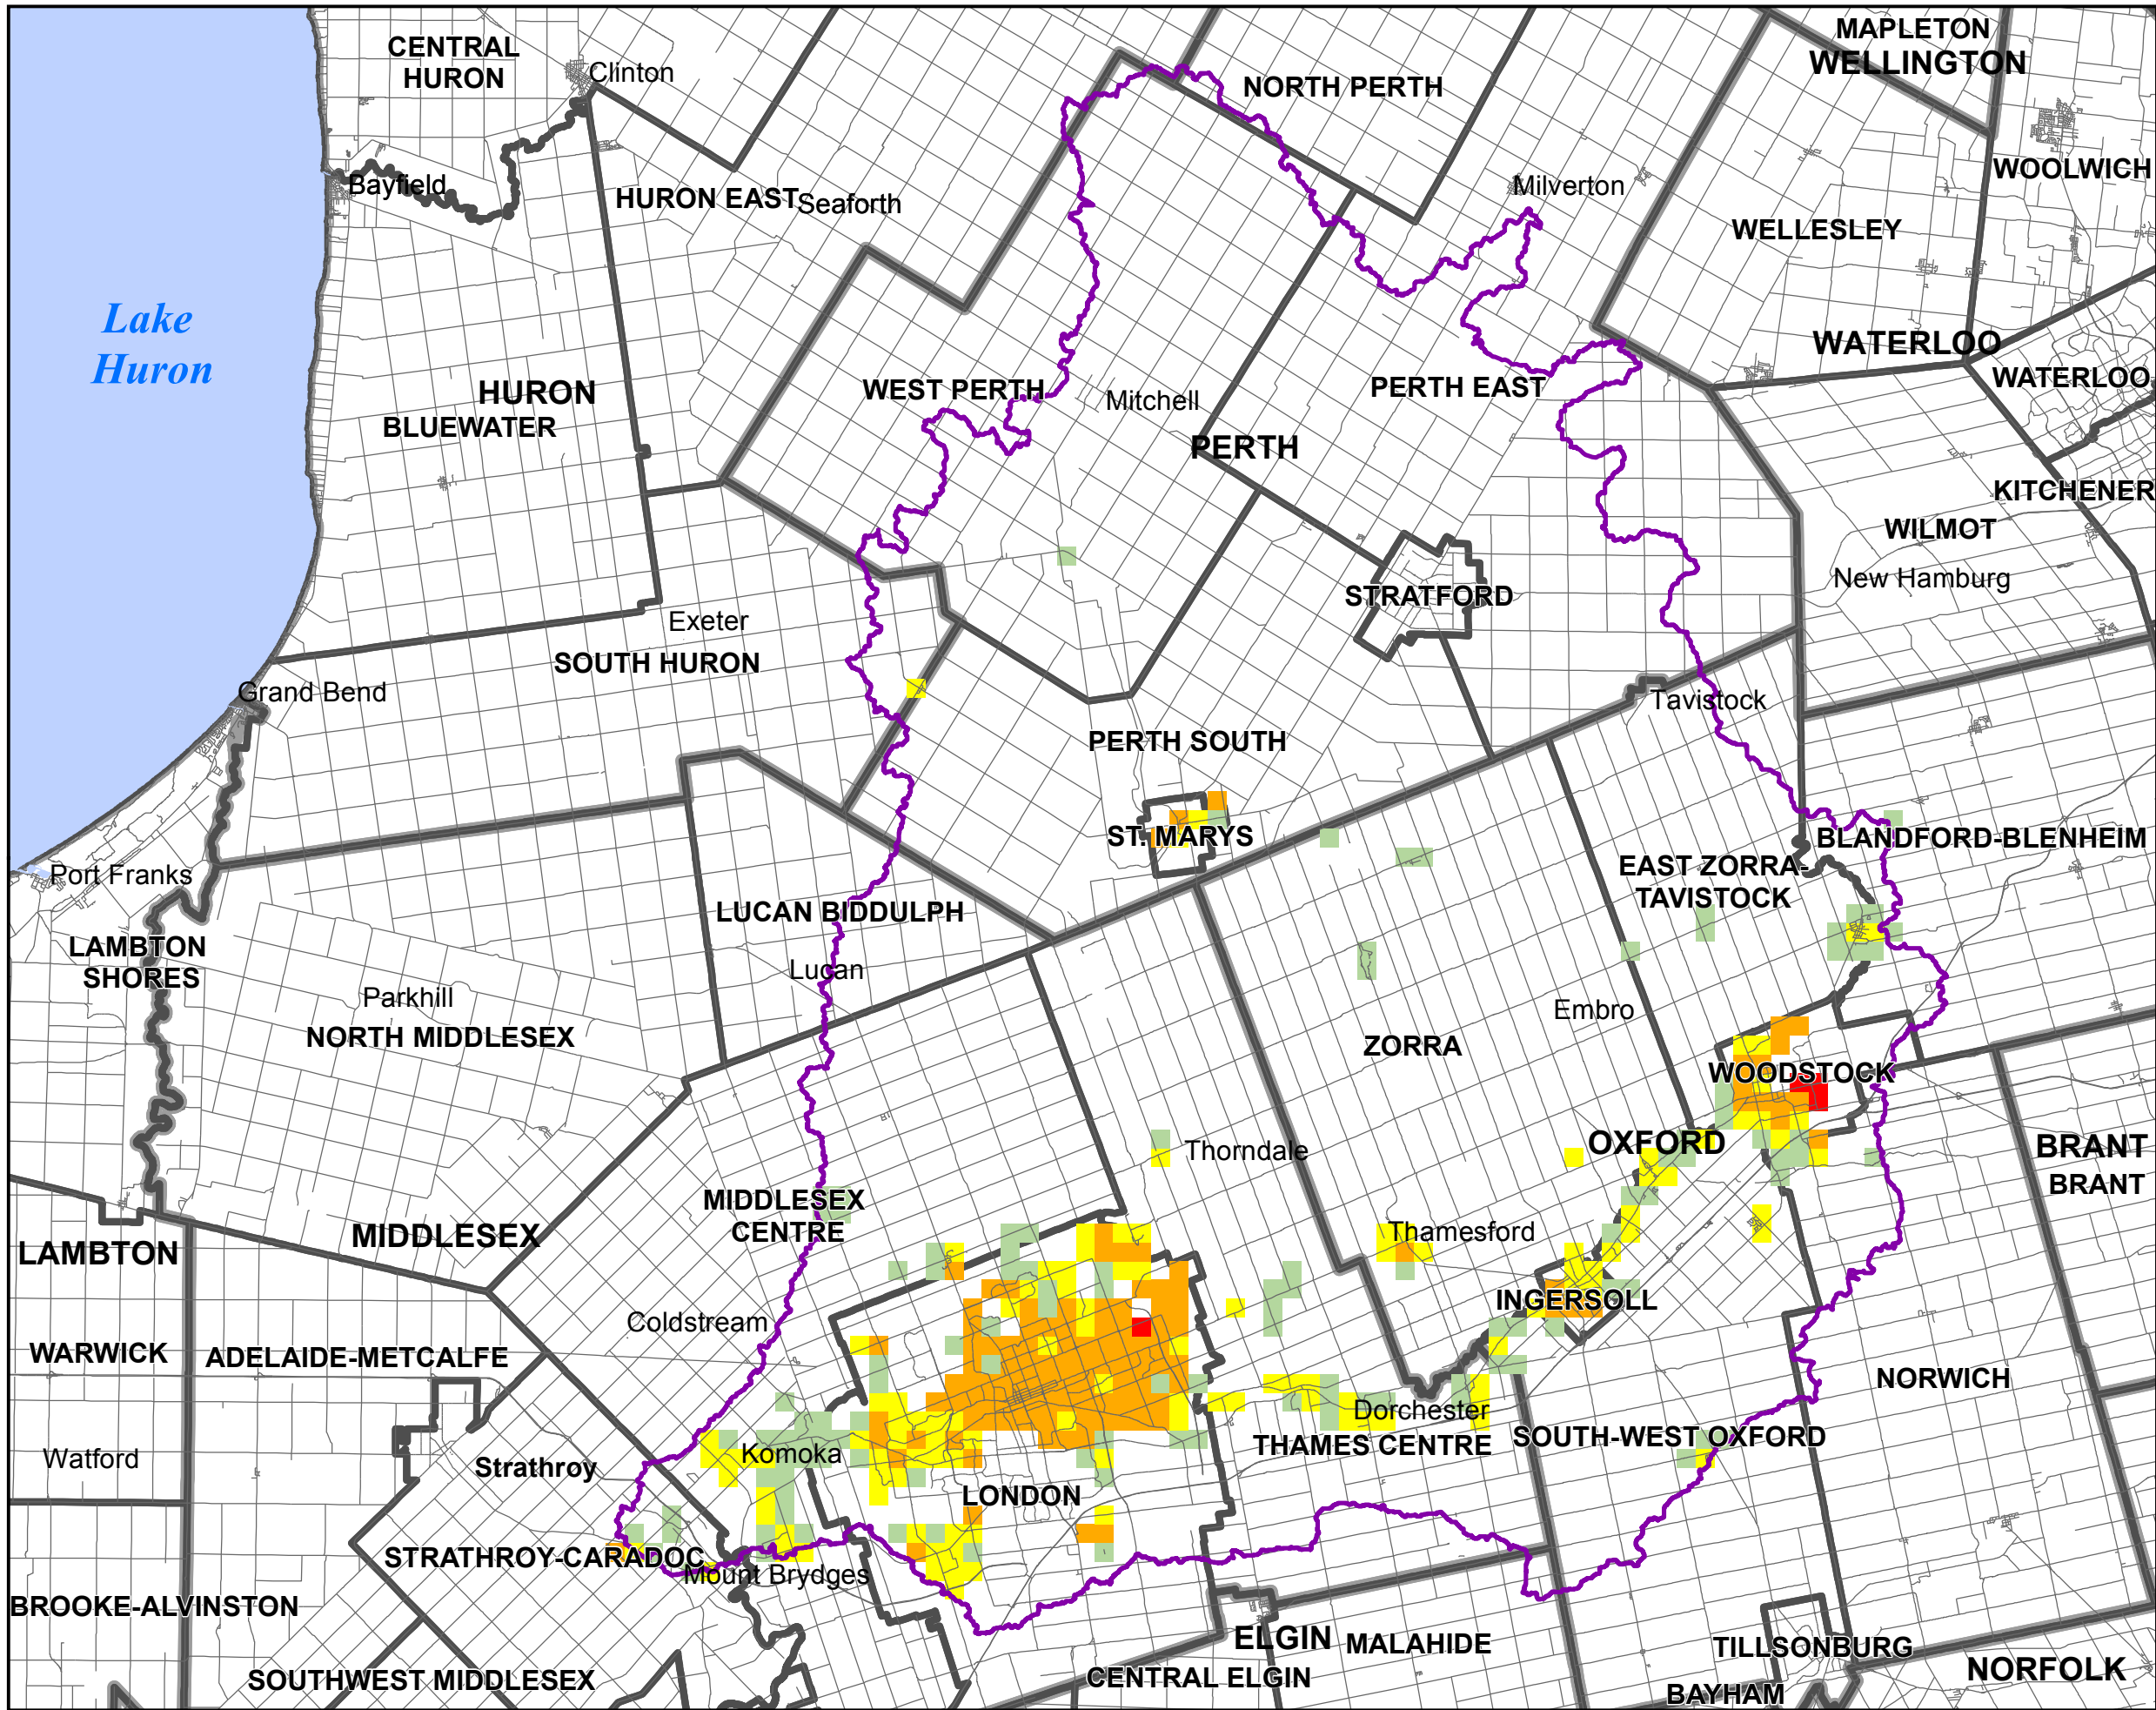 MAPLETON
WELLINGTON
CENTRAL
HURON
Clinton
NORTH PERTH
WOOLWICH
Bayfield
HURON EAST
Seaforth
Milverton
WELLESLEY
Lake
Huron
WATERLOO
WATERLOO
HURON
BLUEWATER
WEST PERTH
Mitchell
PERTH EAST
PERTH
KITCHENER
WILMOT
New Hamburg
STRATFORD
Exeter
SOUTH HURON
Grand Bend
Tavistock
PERTH SOUTH
ST. MARYS
BLANDFORD-BLENHEIM
EAST ZORRA-
TAVISTOCK
Port Franks
LUCAN BIDDULPH
LAMBTON
SHORES
Lucan
Parkhill
NORTH MIDDLESEX
Embro
ZORRA
WOODSTOCK
OXFORD
Thorndale
BRANT
BRANT
MIDDLESEX
CENTRE
MIDDLESEX
LAMBTON
Thamesford
INGERSOLL
Coldstream
WARWICK
ADELAIDE-METCALFE
NORWICH
Dorchester
SOUTH-WEST OXFORD
THAMES CENTRE
Komoka
Watford
Strathroy
LONDON
STRATHROY-CARADOC
Mount Brydges
BROOKE-ALVINSTON
ELGIN
MALAHIDE
TILLSONBURG
SOUTHWEST MIDDLESEX
CENTRAL ELGIN
NORFOLK
BAYHAM